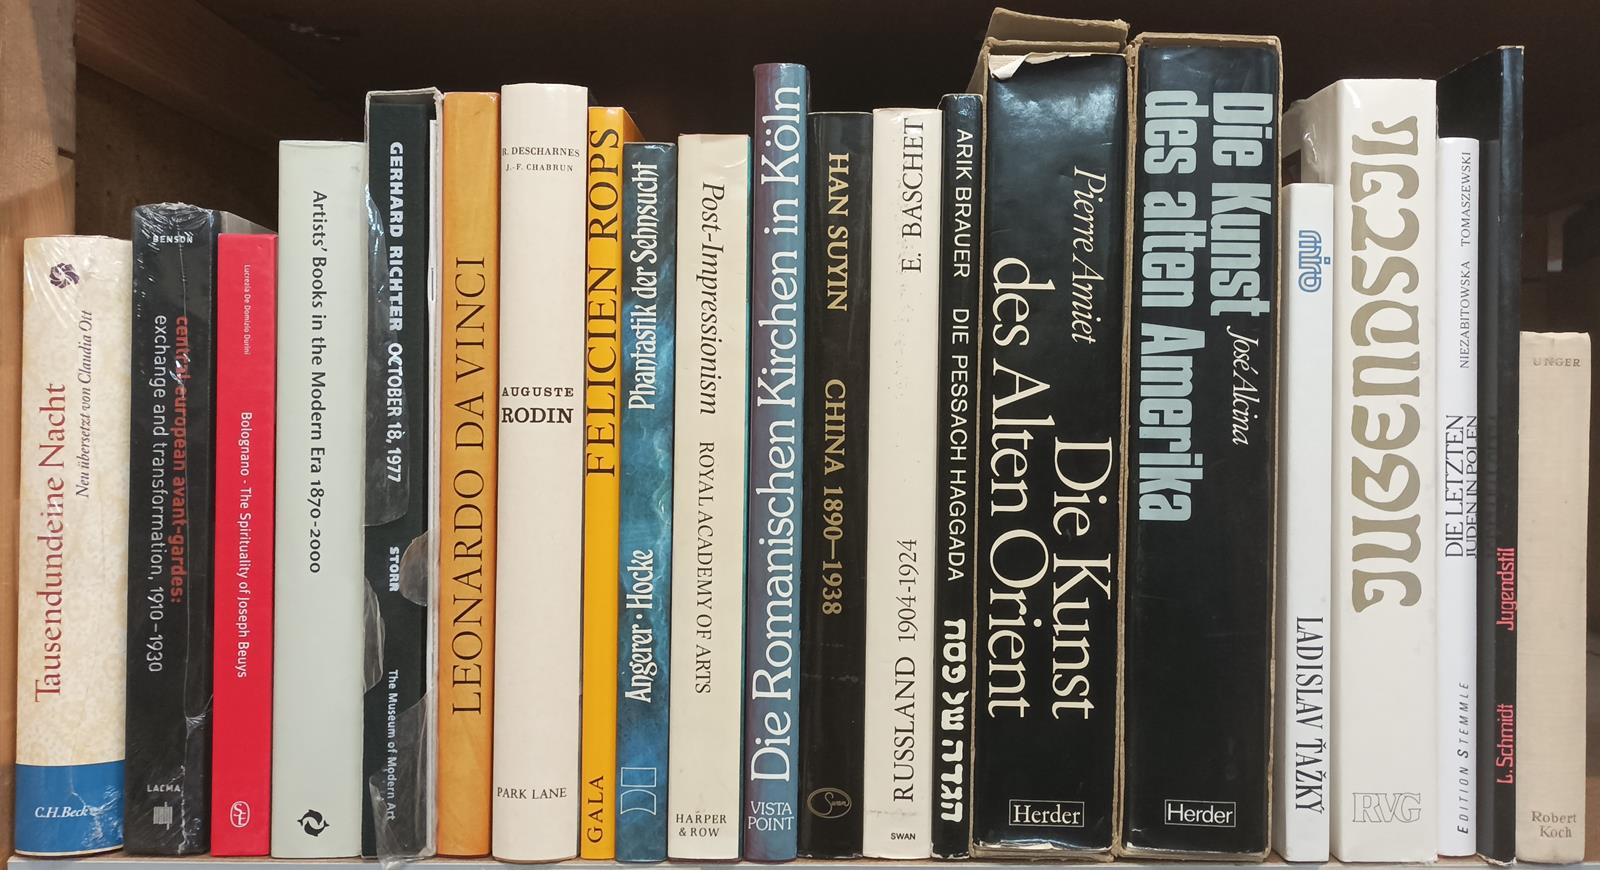 Tausendundeine Nacht
Neu übersetzt von Claudia Ott
C.H.Beck
BENSON
central european avant-gardes:
exchange and transformation, 1910–1930
LACMA
Lucrezia De Domizio Durini
Bolognano - The Spirituality of Joseph Beuys
Artists' Books in the Modern Era 1870-2000
GERHARD RICHTER OCTOBER 18, 1977
STORR
The Museum of Modern Art
LEONARDO DA VINCI
R. DESCHARNES
J.-F. CHABRUN
AUGUSTE
RODIN
PARK LANE
FELICIEN ROPS
GALA
Phantastik der Sehnsucht
Angerer · Hocke
Post-Impressionism
ROYAL ACADEMY OF ARTS
HARPER
& ROW
Die Romanischen Kirchen in Köln
VISTA
POINT
HAN SUYIN
CHINA 1890–1938
Swan
E. BASCHET
RUSSLAND 1904-1924
SWAN
ARIK BRAUER DIE PESSACH HAGGADA הגדה של פסח
Pierre Amiet
Die Kunst
des Alten Orient
Herder
Die Kunst José Alcina
des alten Amerika
Herder
miro
LADISLAV ŤAŽKÝ
RVG
NIEZABITOWSKA TOMASZEWSKI
DIE LETZTEN
JUDEN IN POLEN
EDITION STEMMLE
L. Schmidt Jugendstil
UNGER
Robert
Koch